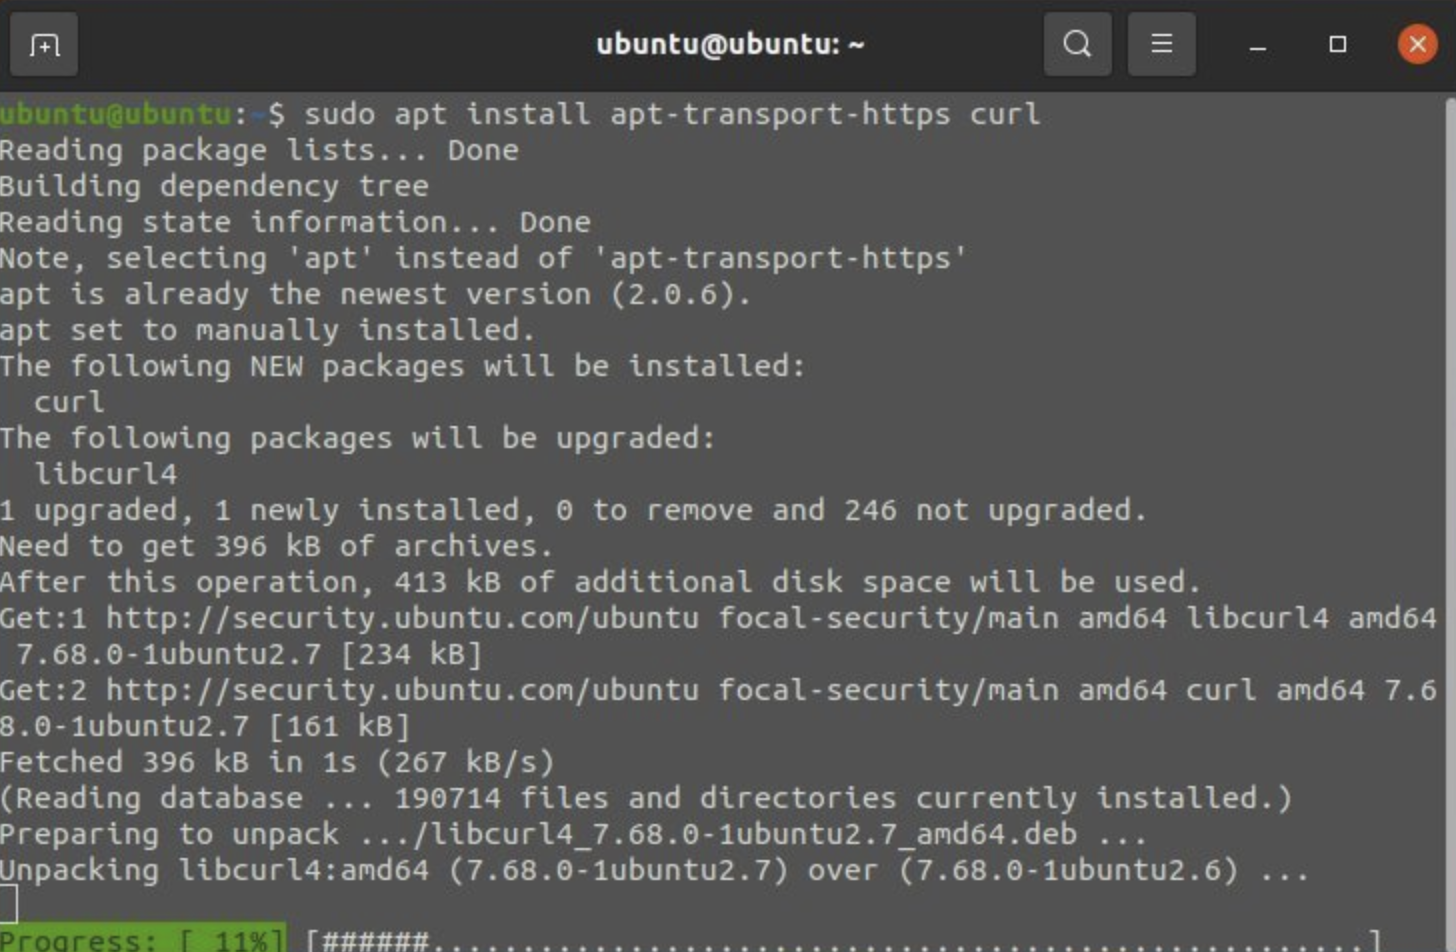 ubuntu@ubuntu: ~
ubuntu@ubuntu:~$ sudo apt install apt-transport-https curl
Reading package lists... Done
Building dependency tree
Reading state information... Done
Note, selecting 'apt' instead of 'apt-transport-https'
apt is already the newest version (2.0.6).
apt set to manually installed.
The following NEW packages will be installed:
  curl
The following packages will be upgraded:
  libcurl4
1 upgraded, 1 newly installed, 0 to remove and 246 not upgraded.
Need to get 396 kB of archives.
After this operation, 413 kB of additional disk space will be used.
Get:1 http://security.ubuntu.com/ubuntu focal-security/main amd64 libcurl4 amd64
 7.68.0-1ubuntu2.7 [234 kB]
Get:2 http://security.ubuntu.com/ubuntu focal-security/main amd64 curl amd64 7.6
8.0-1ubuntu2.7 [161 kB]
Fetched 396 kB in 1s (267 kB/s)
(Reading database ... 190714 files and directories currently installed.)
Preparing to unpack .../libcurl4_7.68.0-1ubuntu2.7_amd64.deb ...
Unpacking libcurl4:amd64 (7.68.0-1ubuntu2.7) over (7.68.0-1ubuntu2.6) ...
Progress: [ 11%] [######....................................................]